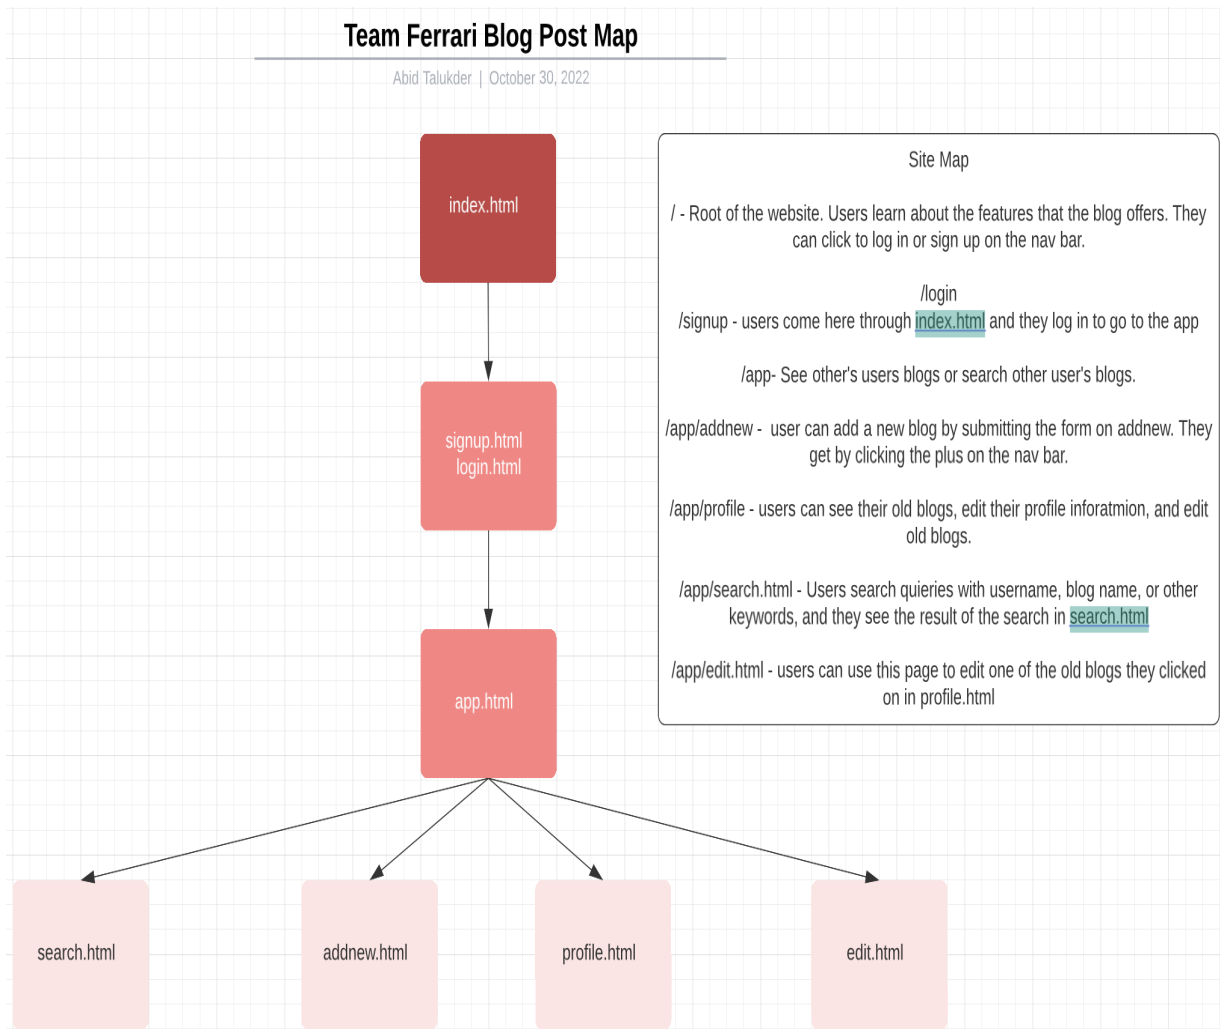 Team Ferrari Blog Post Map
Abid Talukder | October 30, 2022
index.html
signup.html
login.html
app.html
search.html
addnew.html
profile.html
edit.html
Site Map
/ - Root of the website. Users learn about the features that the blog offers. They
can click to log in or sign up on the nav bar.
/login
/signup - users come here through index.html and they log in to go to the app
/app- See other's users blogs or search other user's blogs.
/app/addnew -  user can add a new blog by submitting the form on addnew. They
get by clicking the plus on the nav bar.
/app/profile - users can see their old blogs, edit their profile inforatmion, and edit
old blogs.
/app/search.html - Users search quieries with username, blog name, or other
keywords, and they see the result of the search in search.html
/app/edit.html - users can use this page to edit one of the old blogs they clicked
on in profile.html